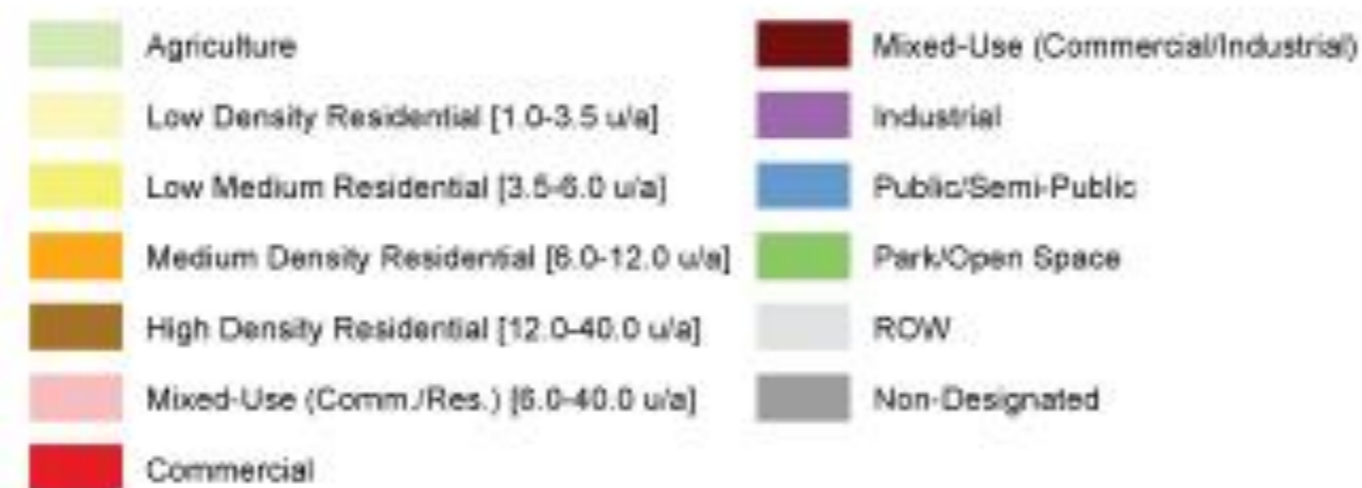 Agriculture
Low Density Residential [1.0-3.5 u/a]
Low Medium Residential [3.5-6.0 u/a]
Medium Density Residential [6.0-12.0 u/a]
High Density Residential [12.0-40.0 u/a]
Mixed-Use (Comm./Res.) [6.0-40.0 u/a]
Commercial
Mixed-Use (Commercial/Industrial)
Industrial
Public/Semi-Public
Park/Open Space
ROW
Non-Designated